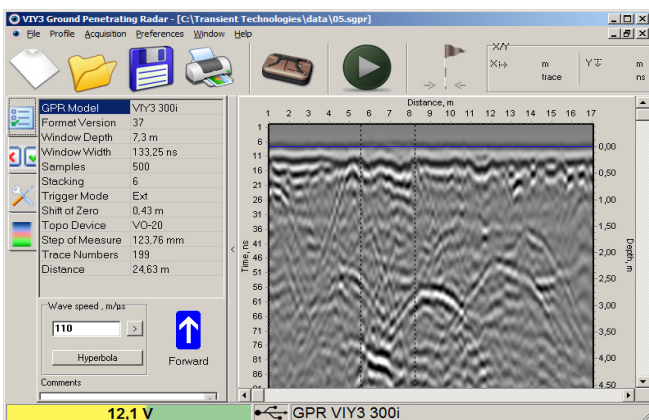 VIY3 Ground Penetrating Radar - [C:\Transient Technologies\data\05.sgpr]
File Profile Acquisition Preferences Window Help
X/Y
X m Y m
trace ns
GPR Model VIY3 300i
Format Version 37
Window Depth 7,3 m
Window Width 133,25 ns
Samples 500
Stacking 6
Trigger Mode Ext
Shift of Zero 0,43 m
Topo Device VO-20
Step of Measure 123,76 mm
Trace Numbers 199
Distance 24,63 m
Wave speed , m/µs
110 >
Hyperbola
Forward
Comments
<
Distance, m
1 2 3 4 5 6 7 8 9 10 11 12 13 14 15 16 17
Time, ns
1
6
11
16
21
26
31
36
41
46
51
56
61
66
71
76
81
86
91
0,00
0,50
1,00
1,50
2,00
2,50
3,00
3,50
4,00
4,50
Depth, m
12,1 V GPR VIY3 300i